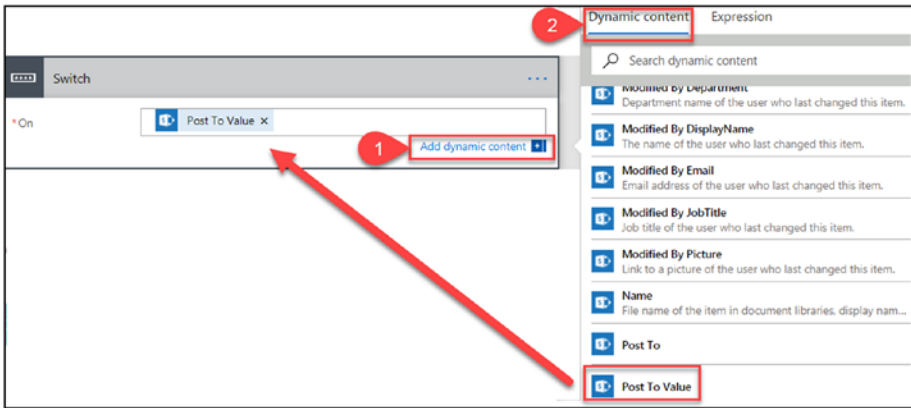 2
Dynamic content
Expression
Switch
...
Search dynamic content
*On
Post To Value ×
1
Add dynamic content
Modified By Department
Department name of the user who last changed this item.
Modified By DisplayName
The name of the user who last changed this item.
Modified By Email
Email address of the user who last changed this item.
Modified By JobTitle
Job title of the user who last changed this item.
Modified By Picture
Link to a picture of the user who last changed this item.
Name
File name of the item in document libraries, display nam...
Post To
Post To Value